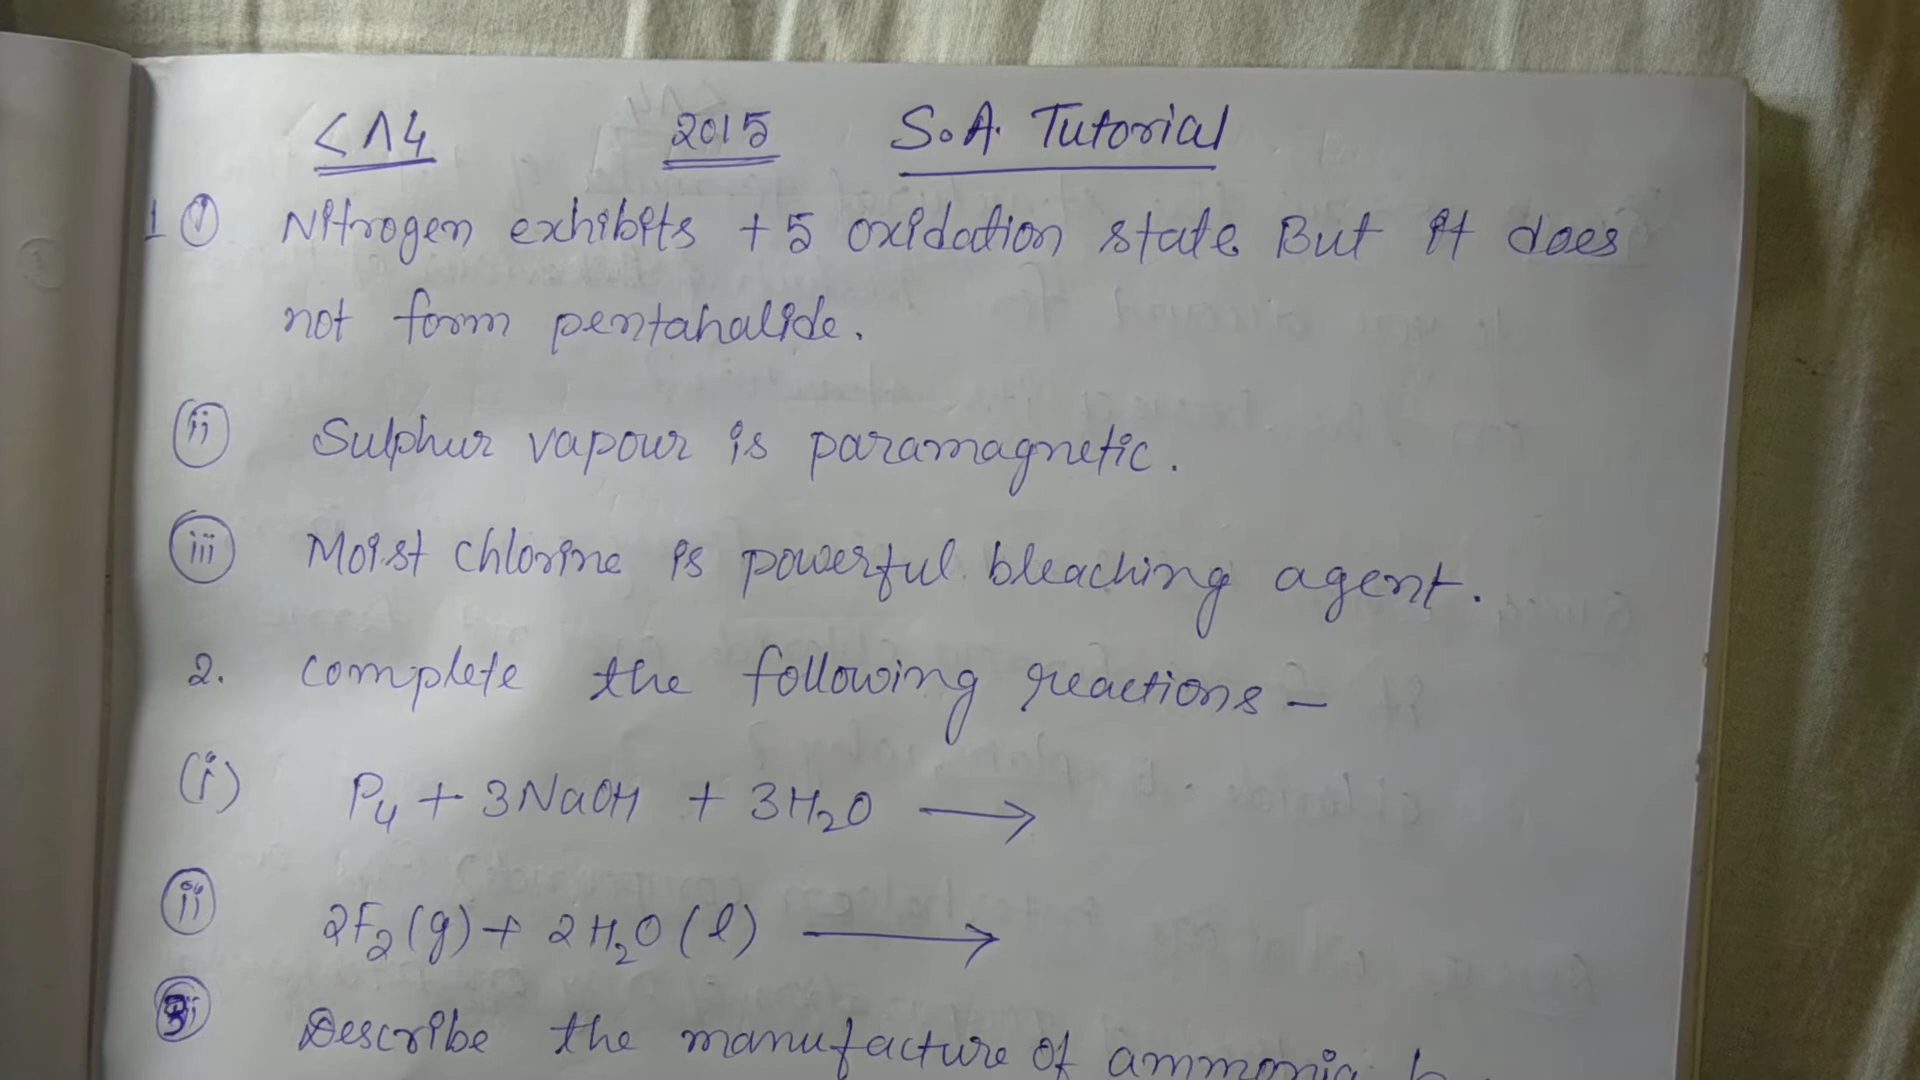 <Λ4 2015 S.A. Tutorial
1 (i) Nitrogen exhibits +5 oxidation state But it does
not form pentahalide.
(ii) Sulphur vapour is paramagnetic.
(iii) Moist chlorine is powerful bleaching agent.
2. complete the following reactions –
(i) P₄ + 3NaOH + 3H₂O ⟶
(ii) 2F₂(g) + 2H₂O(l) ⟶
3 Describe the manufacture of ammonia